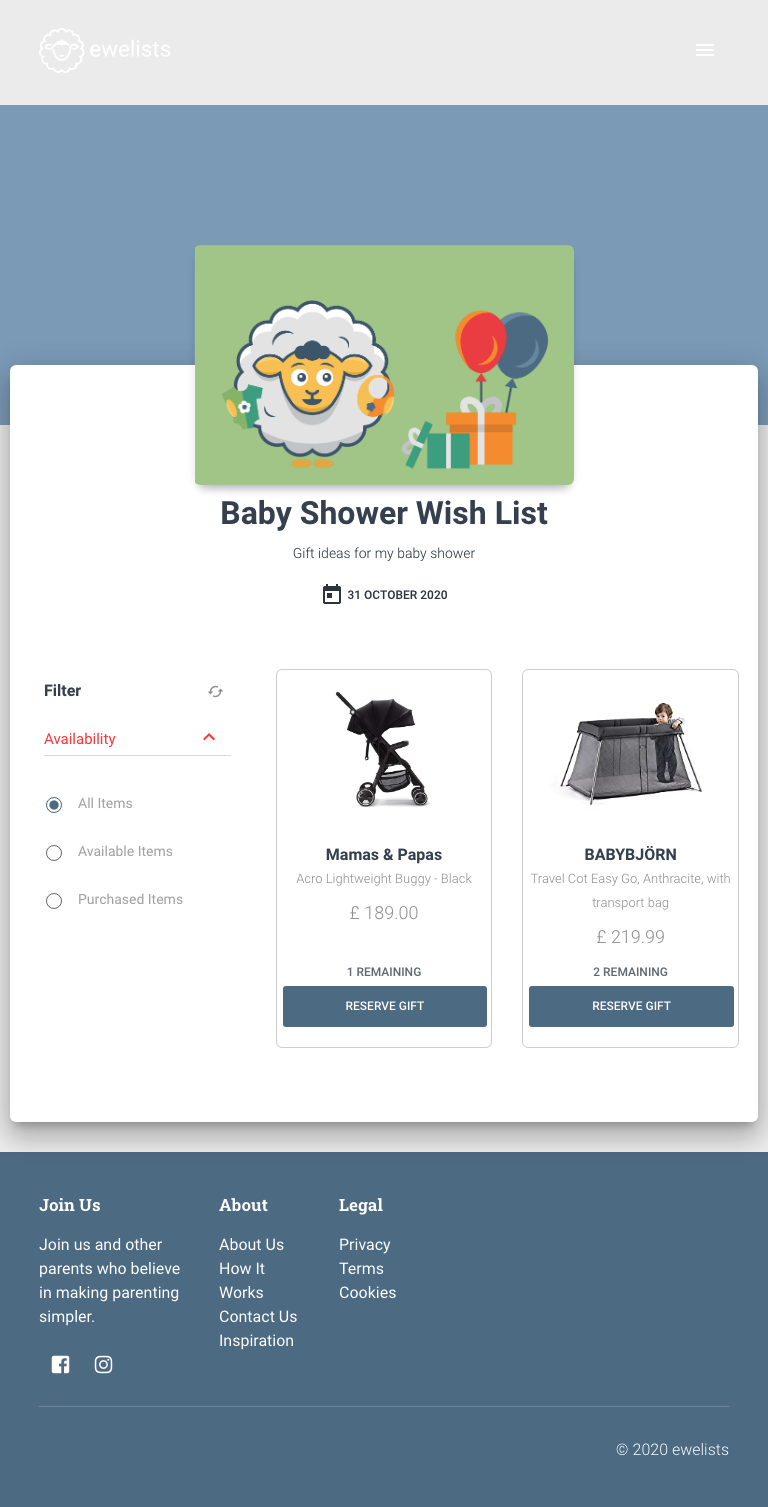 ewelists
Baby Shower Wish List
Gift ideas for my baby shower
31 OCTOBER 2020
Filter
Availability
All Items
Available Items
Purchased Items
Mamas & Papas
Acro Lightweight Buggy - Black
£ 189.00
1 REMAINING
RESERVE GIFT
BABYBJÖRN
Travel Cot Easy Go, Anthracite, with
transport bag
£ 219.99
2 REMAINING
RESERVE GIFT
Join Us
Join us and other
parents who believe
in making parenting
simpler.
About
About Us
How It
Works
Contact Us
Inspiration
Legal
Privacy
Terms
Cookies
© 2020 ewelists